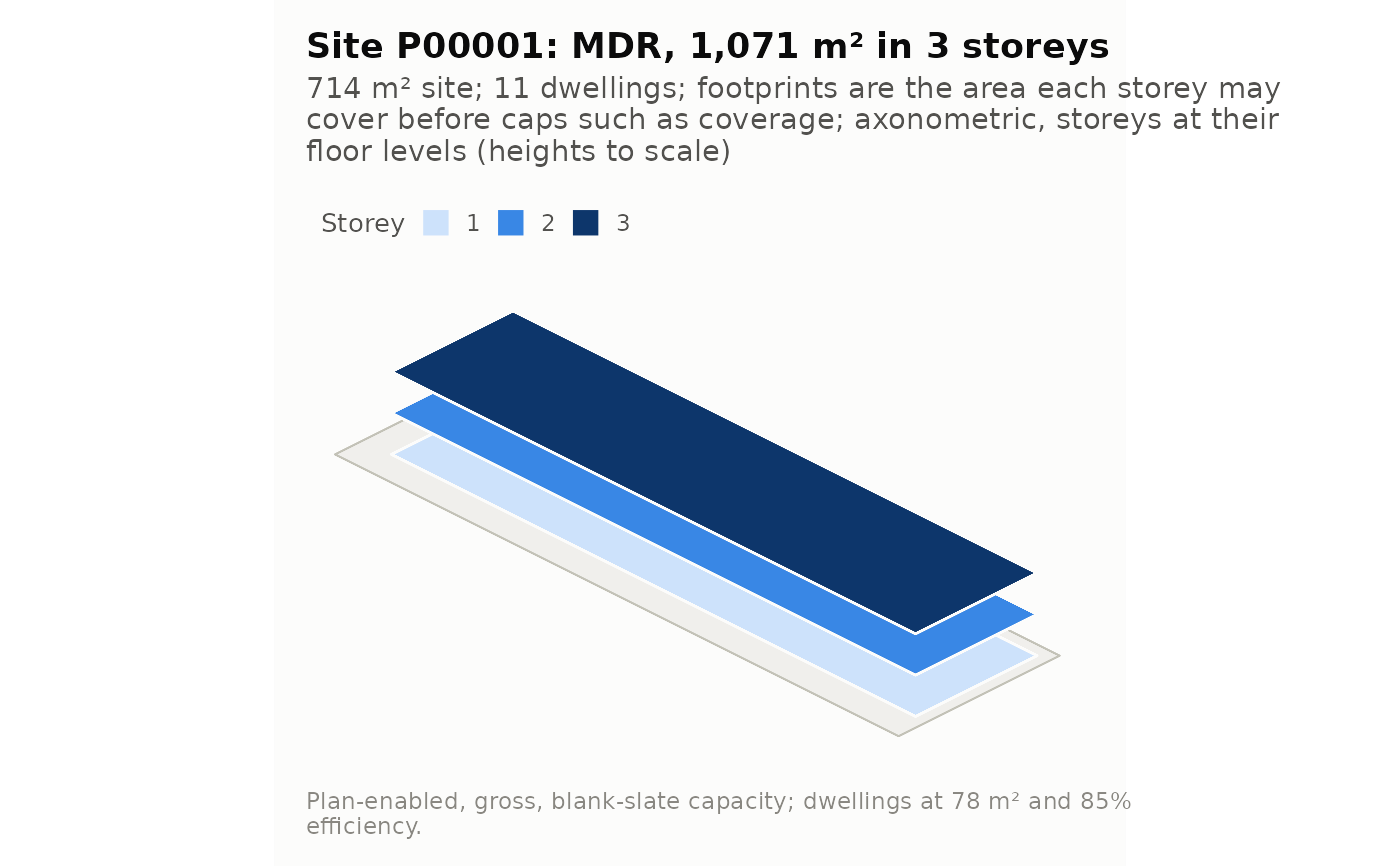 Site P00001: MDR, 1,071 m² in 3 storeys
714 m² site; 11 dwellings; footprints are the area each storey may
cover before caps such as coverage; axonometric, storeys at their
floor levels (heights to scale)
Storey 1 2 3
Plan-enabled, gross, blank-slate capacity; dwellings at 78 m² and 85%
efficiency.